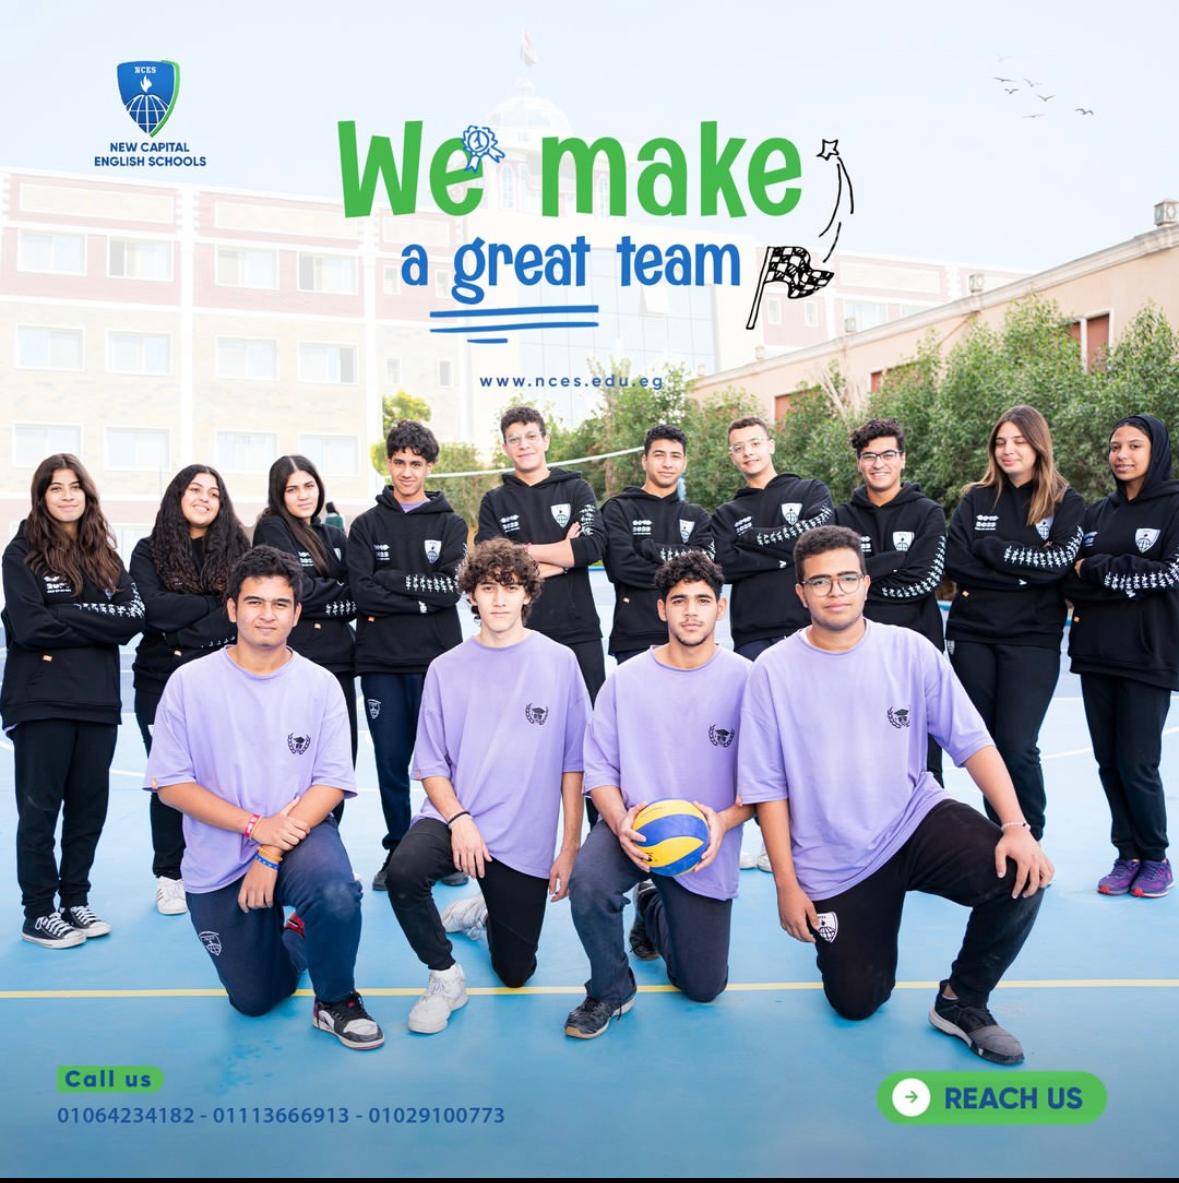 NCES
NEW CAPITAL
ENGLISH SCHOOLS
We make
a great team
www.nces.edu.eg
Call us
01064234182 - 01113666913 - 01029100773
REACH US